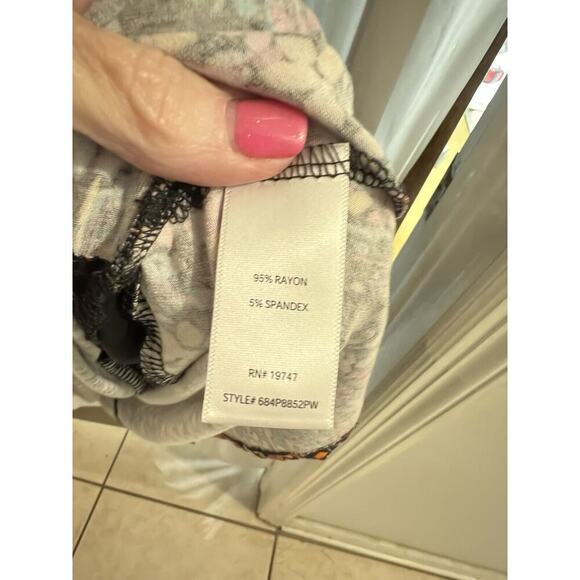 95% RAYON
5% SPANDEX
RN# 19747
STYLE# 684P8852PW